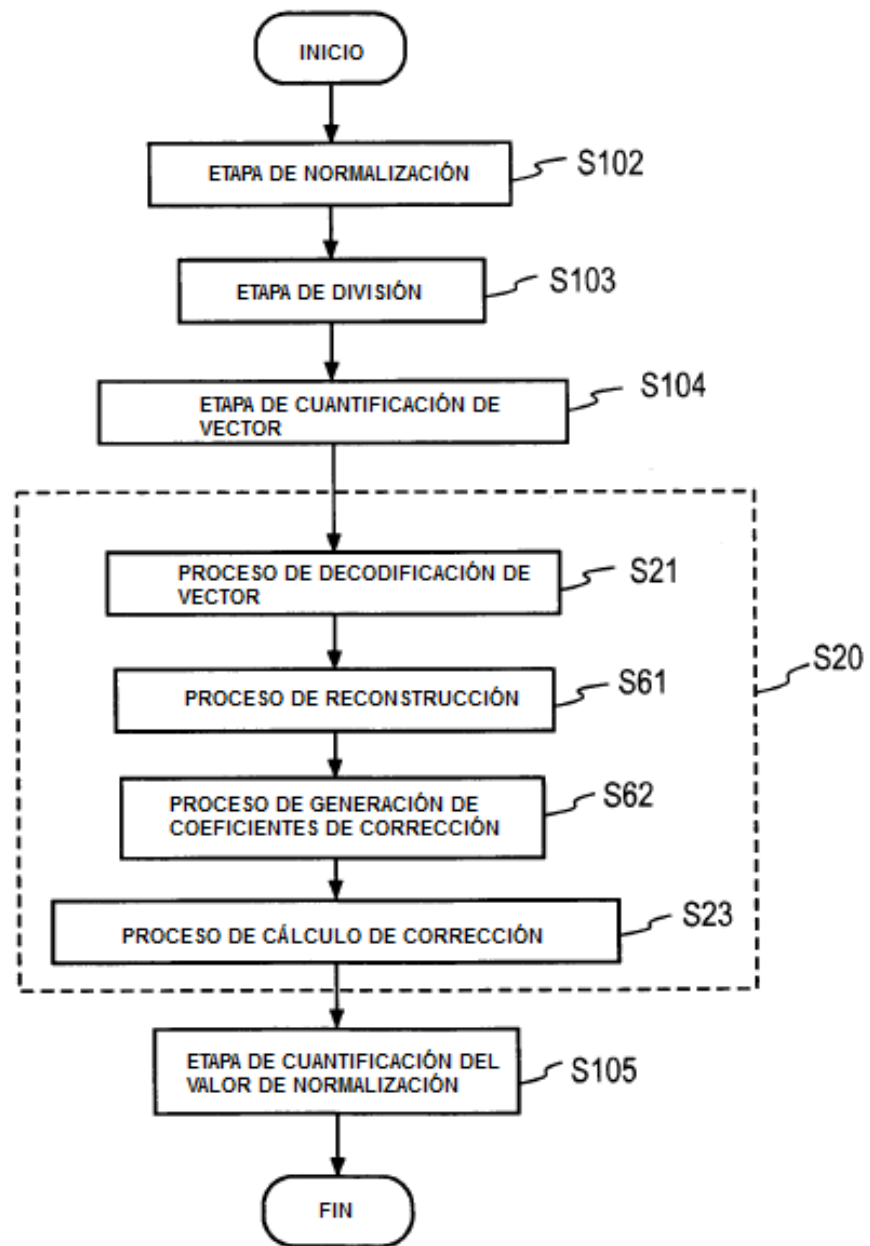 INICIO
ETAPA DE NORMALIZACIÓN
S102
ETAPA DE DIVISIÓN
S103
ETAPA DE CUANTIFICACIÓN DE
VECTOR
S104
PROCESO DE DECODIFICACIÓN DE
VECTOR
S21
PROCESO DE RECONSTRUCCIÓN
S61
S20
PROCESO DE GENERACIÓN DE
COEFICIENTES DE CORRECCIÓN
S62
PROCESO DE CÁLCULO DE CORRECCIÓN
S23
ETAPA DE CUANTIFICACIÓN DEL
VALOR DE NORMALIZACIÓN
S105
FIN